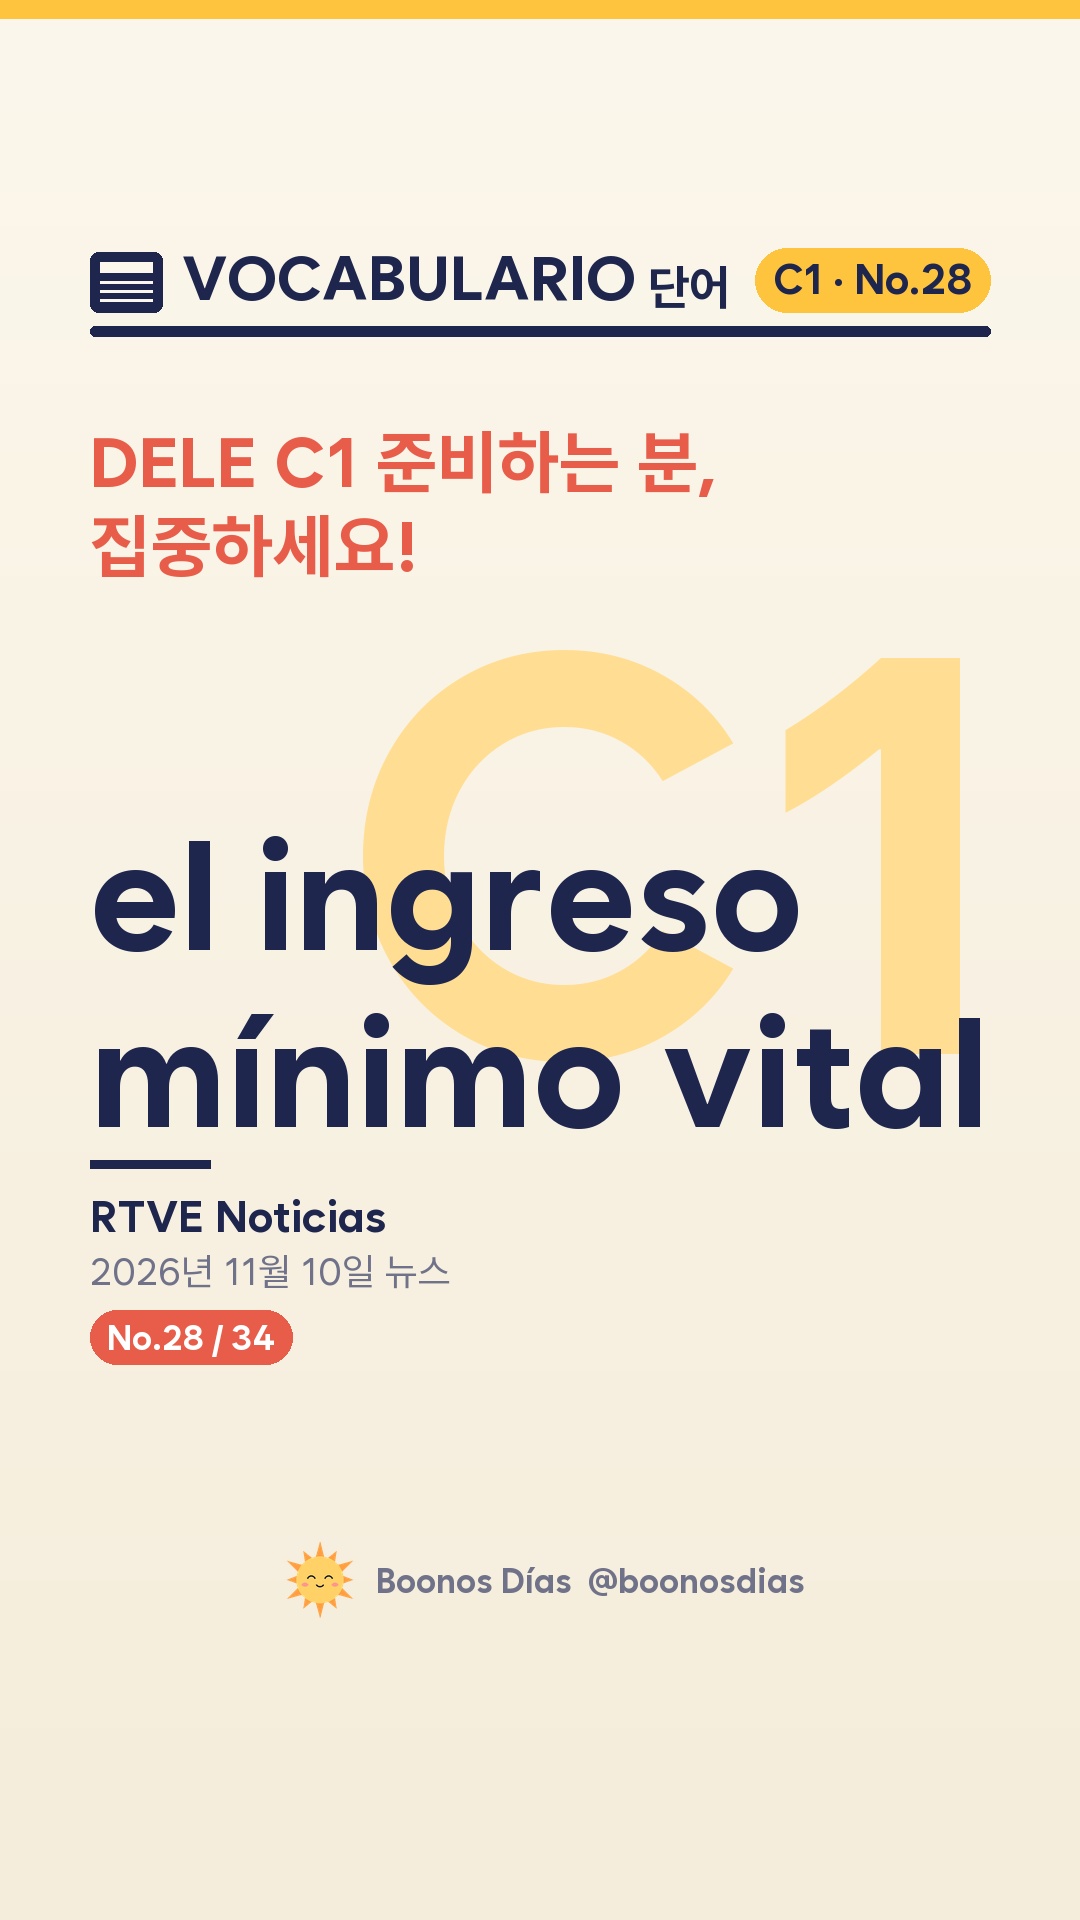 VOCABULARIO 단어 C1 · No.28
DELE C1 준비하는 분,
집중하세요!
C1
el ingreso
mínimo vital
RTVE Noticias
2026년 11월 10일 뉴스
No.28 / 34
Boonos Días @boonosdias